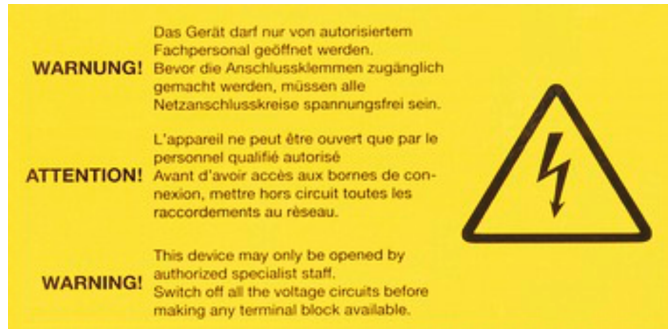 Das Gerät darf nur von autorisiertem
Fachpersonal geöffnet werden.
WARNUNG! Bevor die Anschlussklemmen zugänglich
gemacht werden, müssen alle
Netzanschlusskreise spannungsfrei sein.
L'appareil ne peut être ouvert que par le
personnel qualifié autorisé
ATTENTION! Avant d'avoir accès aux bornes de con-
nexion, mettre hors circuit toutes les
raccordements au rèseau.
This device may only be opened by
WARNING! authorized specialist staff.
Switch off all the voltage circuits before
making any terminal block available.